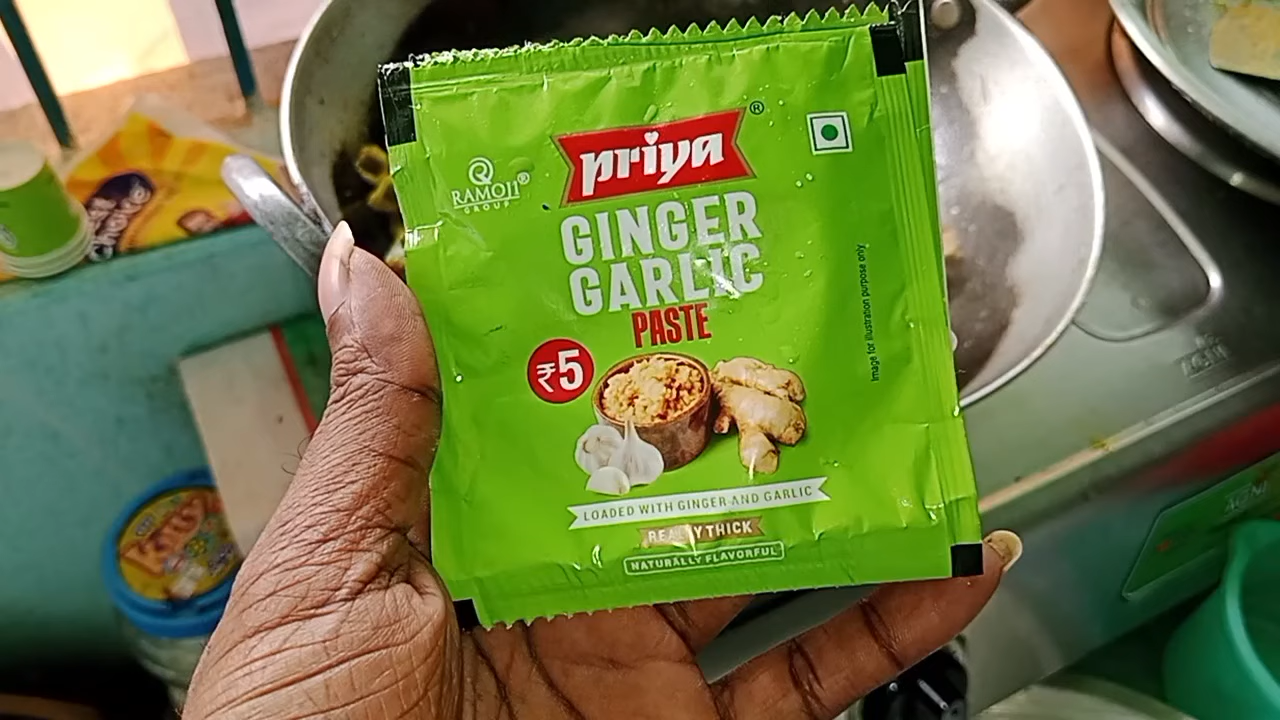 priya®
RAMOJI®
GROUP
GINGER
GARLIC
PASTE
₹5
Image for illustration purpose only
LOADED WITH GINGER AND GARLIC
REALLY THICK
NATURALLY FLAVORFUL